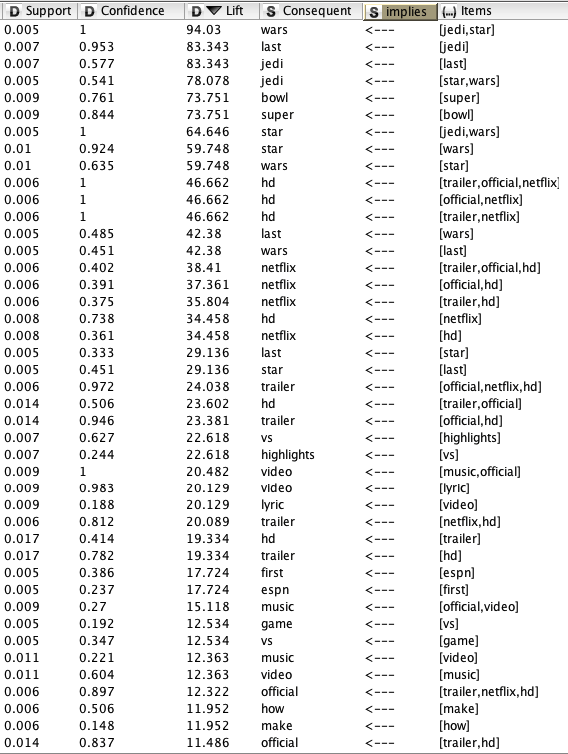 D Support D Confidence D Lift S Consequent S implies {...} Items
0.005 1 94.03 wars <--- [jedi,star]
0.007 0.953 83.343 last <--- [jedi]
0.007 0.577 83.343 jedi <--- [last]
0.005 0.541 78.078 jedi <--- [star,wars]
0.009 0.761 73.751 bowl <--- [super]
0.009 0.844 73.751 super <--- [bowl]
0.005 1 64.646 star <--- [jedi,wars]
0.01 0.924 59.748 star <--- [wars]
0.01 0.635 59.748 wars <--- [star]
0.006 1 46.662 hd <--- [trailer,official,netflix]
0.006 1 46.662 hd <--- [official,netflix]
0.006 1 46.662 hd <--- [trailer,netflix]
0.005 0.485 42.38 last <--- [wars]
0.005 0.451 42.38 wars <--- [last]
0.006 0.402 38.41 netflix <--- [trailer,official,hd]
0.006 0.391 37.361 netflix <--- [official,hd]
0.006 0.375 35.804 netflix <--- [trailer,hd]
0.008 0.738 34.458 hd <--- [netflix]
0.008 0.361 34.458 netflix <--- [hd]
0.005 0.333 29.136 last <--- [star]
0.005 0.451 29.136 star <--- [last]
0.006 0.972 24.038 trailer <--- [official,netflix,hd]
0.014 0.506 23.602 hd <--- [trailer,official]
0.014 0.946 23.381 trailer <--- [official,hd]
0.007 0.627 22.618 vs <--- [highlights]
0.007 0.244 22.618 highlights <--- [vs]
0.009 1 20.482 video <--- [music,official]
0.009 0.983 20.129 video <--- [lyric]
0.009 0.188 20.129 lyric <--- [video]
0.006 0.812 20.089 trailer <--- [netflix,hd]
0.017 0.414 19.334 hd <--- [trailer]
0.017 0.782 19.334 trailer <--- [hd]
0.005 0.386 17.724 first <--- [espn]
0.005 0.237 17.724 espn <--- [first]
0.009 0.27 15.118 music <--- [official,video]
0.005 0.192 12.534 game <--- [vs]
0.005 0.347 12.534 vs <--- [game]
0.011 0.221 12.363 music <--- [video]
0.011 0.604 12.363 video <--- [music]
0.006 0.897 12.322 official <--- [trailer,netflix,hd]
0.006 0.506 11.952 how <--- [make]
0.006 0.148 11.952 make <--- [how]
0.014 0.837 11.486 official <--- [trailer,hd]